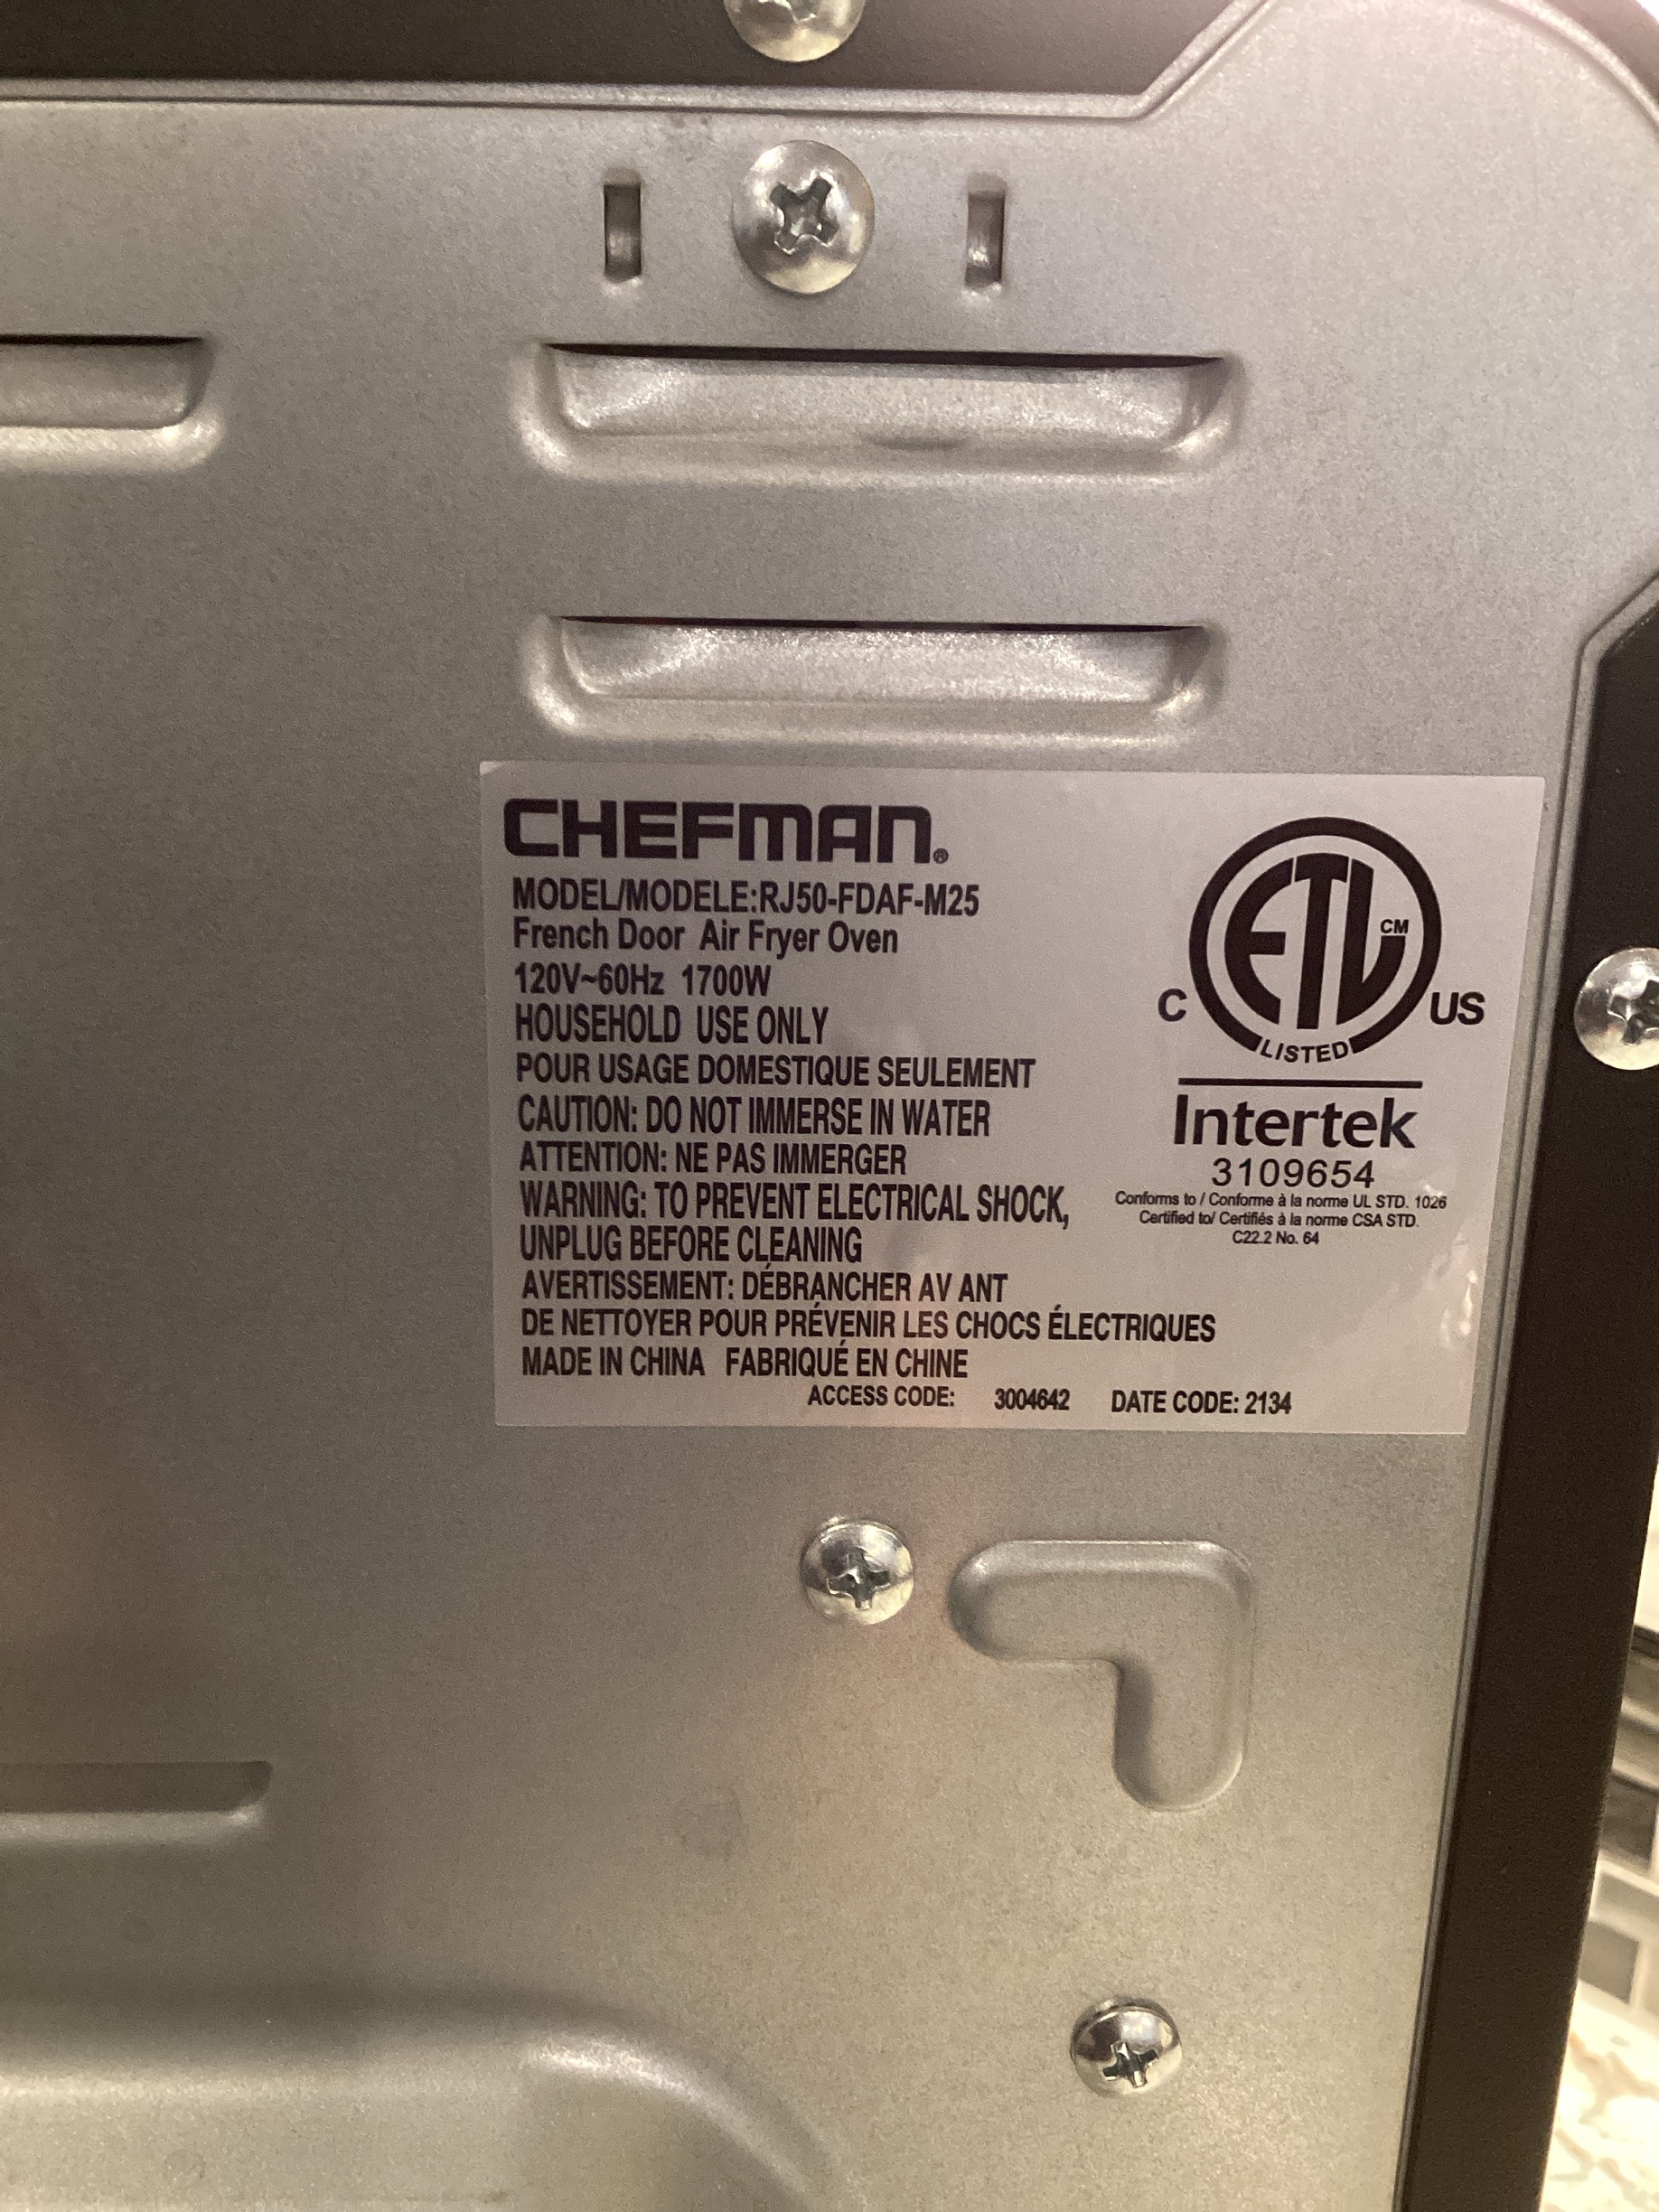 CHEFMAN®
MODEL/MODELE:RJ50-FDAF-M25
French Door Air Fryer Oven
120V~60Hz 1700W
HOUSEHOLD USE ONLY
POUR USAGE DOMESTIQUE SEULEMENT
CAUTION: DO NOT IMMERSE IN WATER
ATTENTION: NE PAS IMMERGER
WARNING: TO PREVENT ELECTRICAL SHOCK,
UNPLUG BEFORE CLEANING
AVERTISSEMENT: DÉBRANCHER AV ANT
DE NETTOYER POUR PRÉVENIR LES CHOCS ÉLECTRIQUES
MADE IN CHINA FABRIQUÉ EN CHINE
ACCESS CODE: 3004642 DATE CODE: 2134
ETL CM
C US
LISTED
Intertek
3109654
Conforms to / Conforme à la norme UL STD. 1026
Certified to/ Certifiés à la norme CSA STD.
C22.2 No. 64